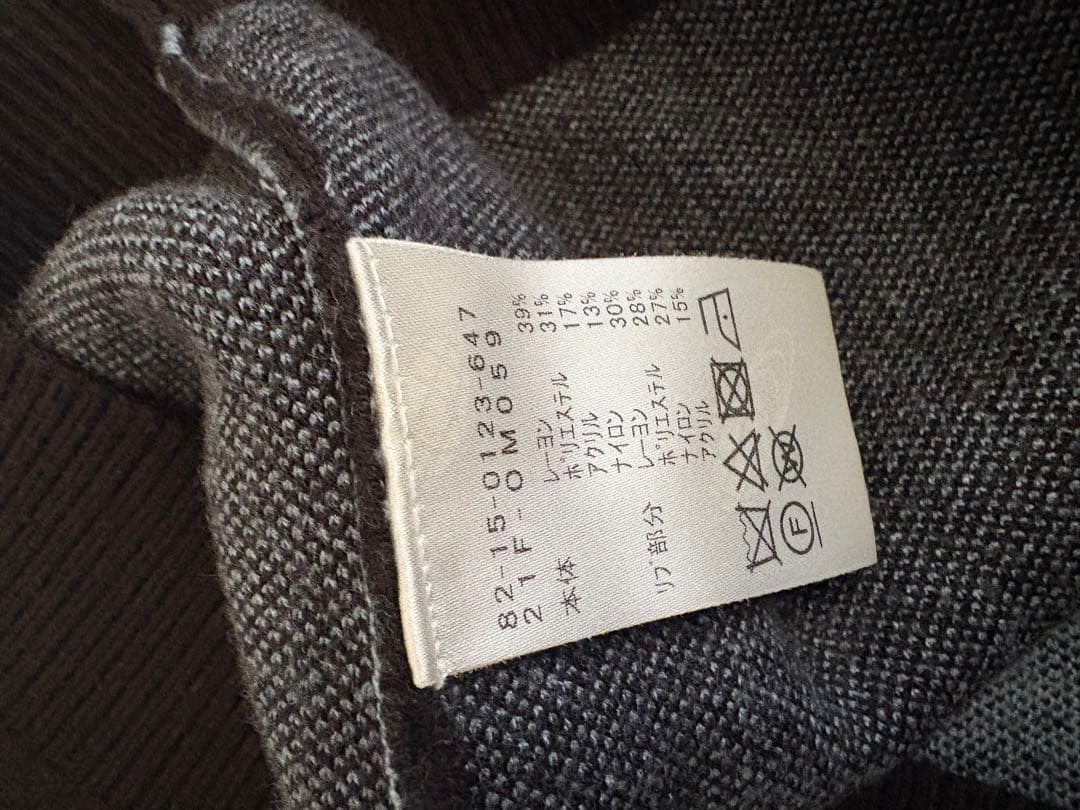 82-15-0123-647
21F-OM059
本体 レーヨン 39%
ポリエステル 31%
アクリル 17%
ナイロン 13%
リブ部分 レーヨン 30%
ポリエステル 28%
ナイロン 27%
アクリル 15%
F